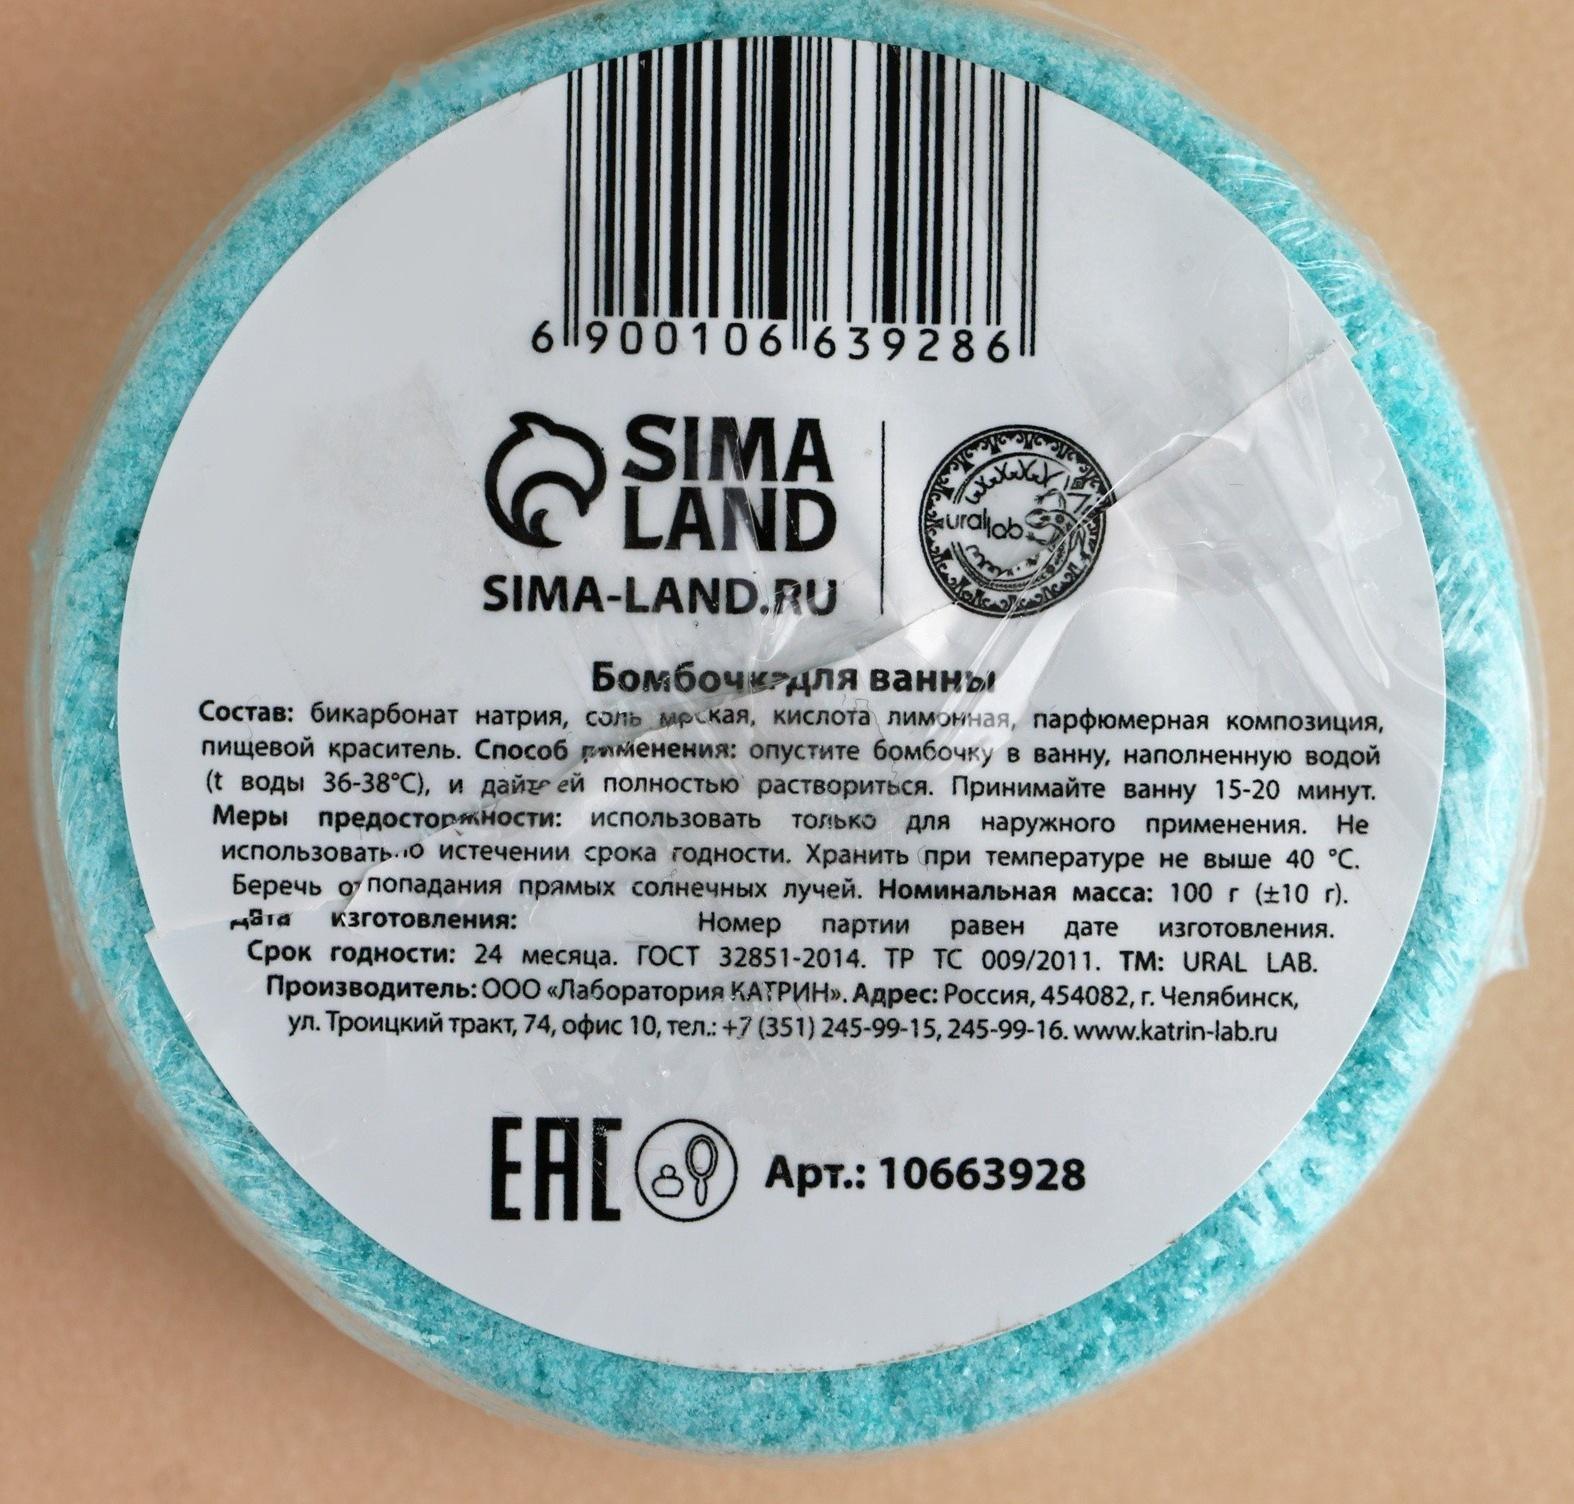 6 900106 639286
SIMA
LAND
SIMA-LAND.RU
ural lab
Бомбочка для ванны
Состав: бикарбонат натрия, соль морская, кислота лимонная, парфюмерная композиция,
пищевой краситель. Способ применения: опустите бомбочку в ванну, наполненную водой
(t воды 36-38°C), и дайте ей полностью раствориться. Принимайте ванну 15-20 минут.
Меры предосторожности: использовать только для наружного применения. Не
использовать по истечении срока годности. Хранить при температуре не выше 40 °C.
Беречь от попадания прямых солнечных лучей. Номинальная масса: 100 г (±10 г).
Дата изготовления: Номер партии равен дате изготовления.
Срок годности: 24 месяца. ГОСТ 32851-2014. ТР ТС 009/2011. ТМ: URAL LAB.
Производитель: ООО «Лаборатория КАТРИН». Адрес: Россия, 454082, г. Челябинск,
ул. Троицкий тракт, 74, офис 10, тел.: +7 (351) 245-99-15, 245-99-16. www.katrin-lab.ru
EAC Арт.: 10663928